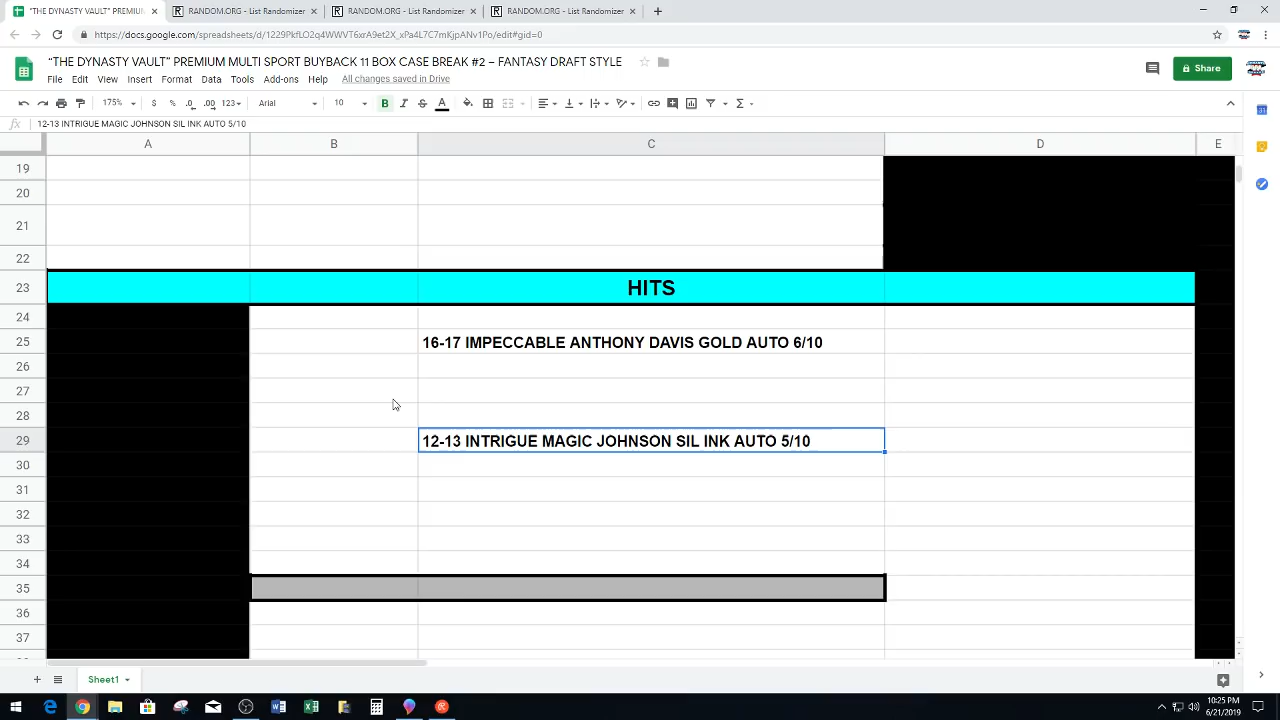 "THE DYNASTY VAULT" PREMIUM
RANDOM.ORG - List Randomizer
RANDOM.ORG - List Randomizer
RANDOM.ORG - List Randomizer
https://docs.google.com/spreadsheets/d/1229PkfLO2q4WWVT6xrA9et2X_xPa4L7C7mKjpANv1Po/edit#gid=0
“THE DYNASTY VAULT” PREMIUM MULTI SPORT BUYBACK 11 BOX CASE BREAK #2 – FANTASY DRAFT STYLE
File Edit View Insert Format Data Tools Add-ons Help All changes saved in Drive
Share
175% $ % .0 .00 123 Arial 10 B I S A
fx 12-13 INTRIGUE MAGIC JOHNSON SIL INK AUTO 5/10
A B C D E
19
20
21
22
23 HITS
24
25 16-17 IMPECCABLE ANTHONY DAVIS GOLD AUTO 6/10
26
27
28
29 12-13 INTRIGUE MAGIC JOHNSON SIL INK AUTO 5/10
30
31
32
33
34
35
36
37
Sheet1
10:25 PM
6/21/2019